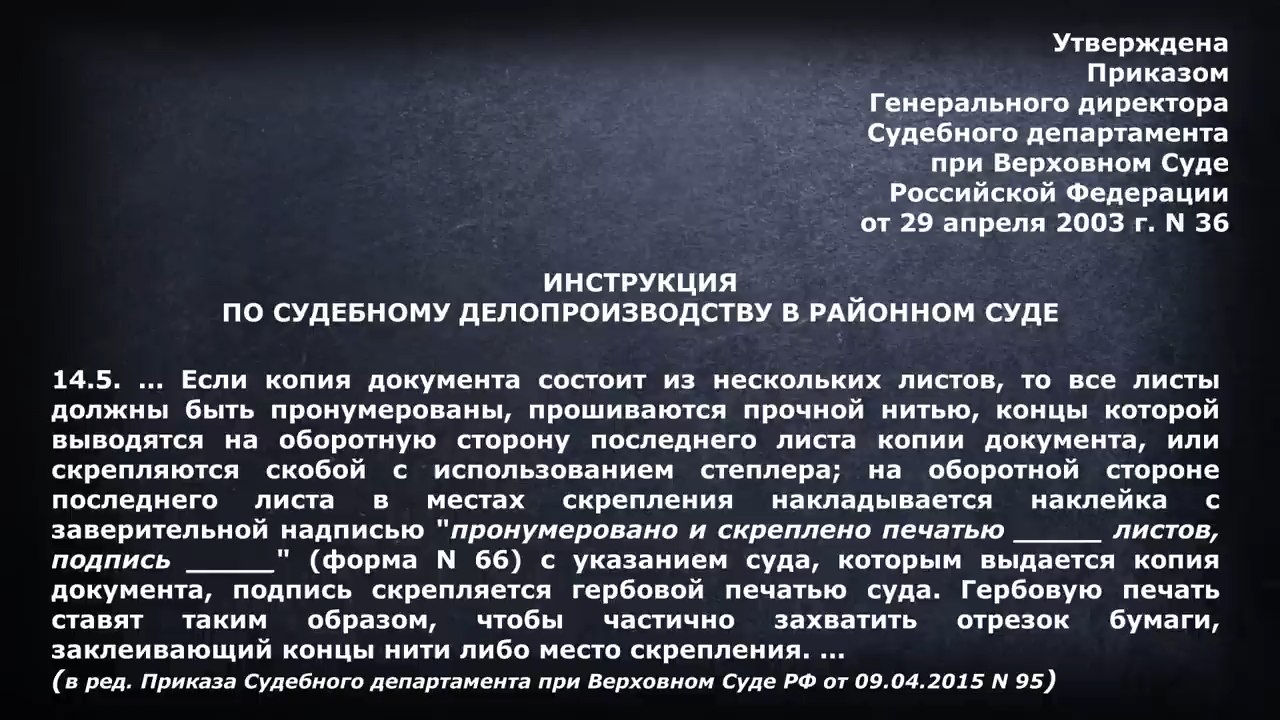 Утверждена
Приказом
Генерального директора
Судебного департамента
при Верховном Суде
Российской Федерации
от 29 апреля 2003 г. N 36
ИНСТРУКЦИЯ
ПО СУДЕБНОМУ ДЕЛОПРОИЗВОДСТВУ В РАЙОННОМ СУДЕ
14.5. ... Если копия документа состоит из нескольких листов, то все листы
должны быть пронумерованы, прошиваются прочной нитью, концы которой
выводятся на оборотную сторону последнего листа копии документа, или
скрепляются скобой с использованием степлера; на оборотной стороне
последнего листа в местах скрепления накладывается наклейка с
заверительной надписью "пронумеровано и скреплено печатью _____ листов,
подпись _____" (форма N 66) с указанием суда, которым выдается копия
документа, подпись скрепляется гербовой печатью суда. Гербовую печать
ставят таким образом, чтобы частично захватить отрезок бумаги,
заклеивающий концы нити либо место скрепления. ...
(в ред. Приказа Судебного департамента при Верховном Суде РФ от 09.04.2015 N 95)